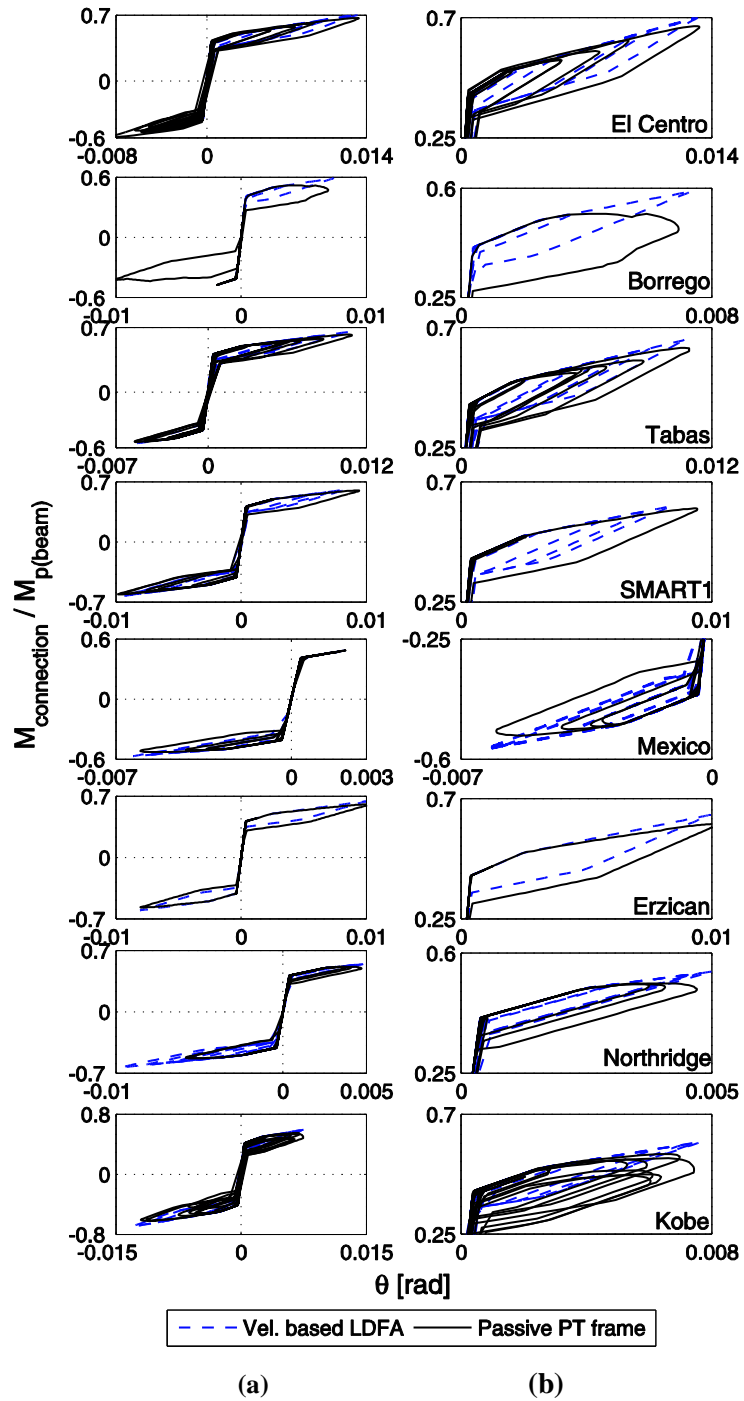 0.7
0
-0.6
-0.008 0 0.014
0.7
0.25
El Centro
0 0.014
0.6
0
-0.6
-0.01 0 0.01
0.6
0.25
Borrego
0 0.008
0.7
0
-0.6
-0.007 0 0.012
0.7
0.25
Tabas
0 0.012
0.7
0
-0.7
-0.01 0 0.01
0.7
0.25
SMART1
0 0.01
0.6
0
-0.6
-0.007 0 0.003
-0.25
-0.6
Mexico
-0.007 0
0.7
0
-0.7
-0.01 0 0.01
0.7
0.25
Erzican
0 0.01
0.7
0
-0.7
-0.01 0 0.005
0.6
0.25
Northridge
0 0.005
0.8
0
-0.8
-0.015 0 0.015
0.7
0.25
Kobe
0 0.008
M connection / M p(beam)
θ [rad]
Vel. based LDFA Passive PT frame
(a) (b)